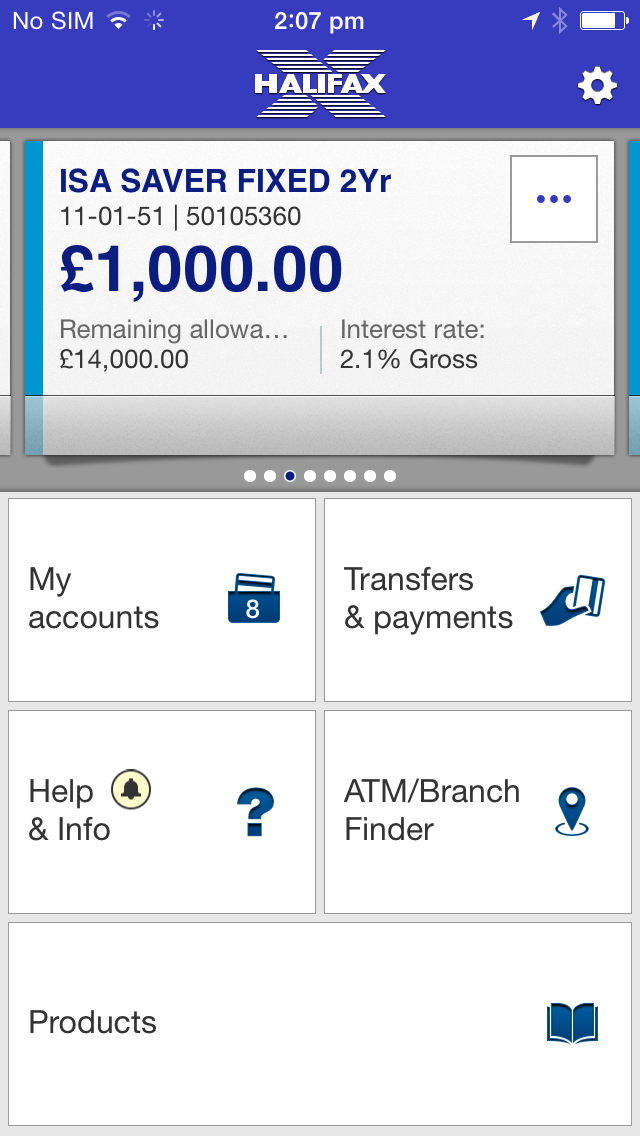 No SIM 2:07 pm
HALIFAX
ISA SAVER FIXED 2Yr
11-01-51 | 50105360
£1,000.00
Remaining allowa… Interest rate:
£14,000.00 2.1% Gross
My
accounts
8
Transfers
& payments
Help
& Info
?
ATM/Branch
Finder
Products